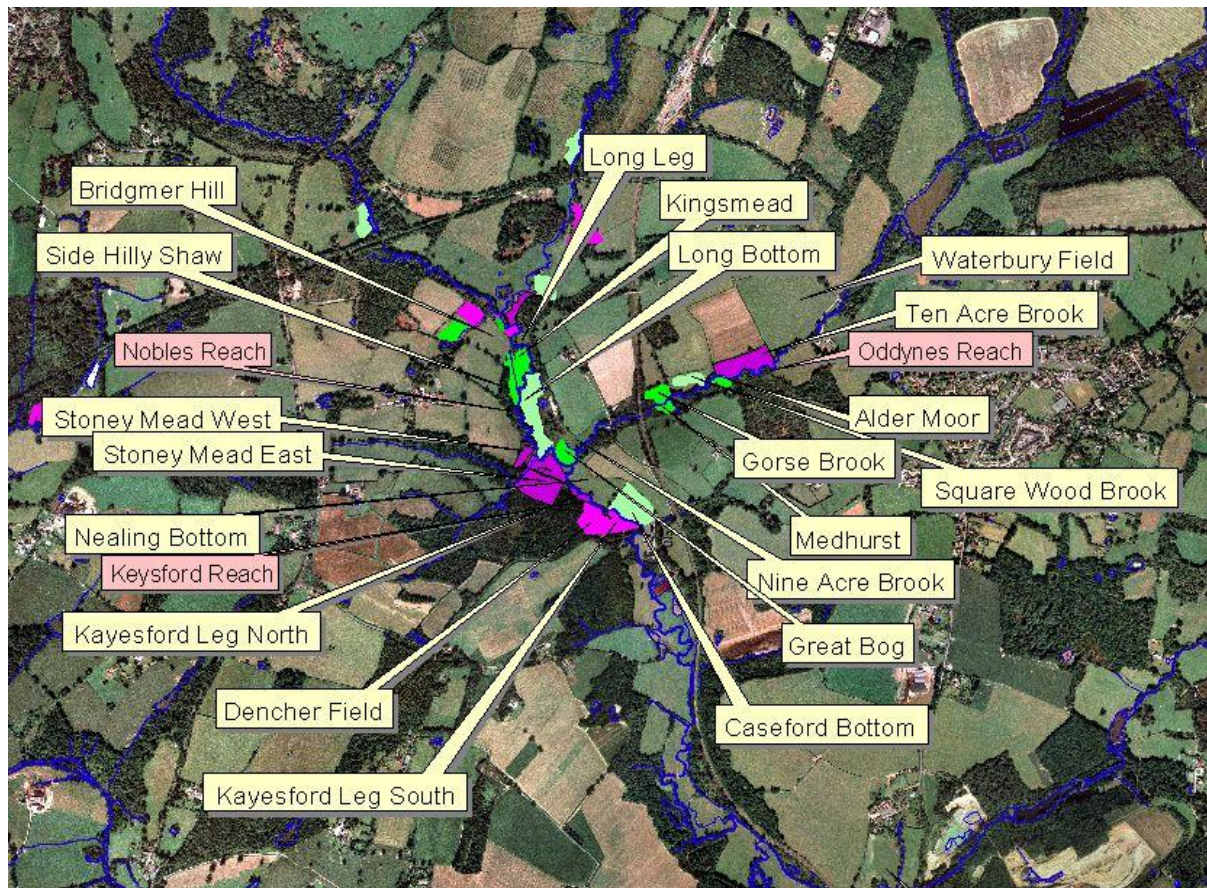 Long Leg
Bridgmer Hill
Kingsmead
Side Hilly Shaw
Long Bottom
Waterbury Field
Ten Acre Brook
Nobles Reach
Oddynes Reach
Stoney Mead West
Alder Moor
Stoney Mead East
Gorse Brook
Square Wood Brook
Nealing Bottom
Medhurst
Keysford Reach
Nine Acre Brook
Kayesford Leg North
Great Bog
Dencher Field
Caseford Bottom
Kayesford Leg South